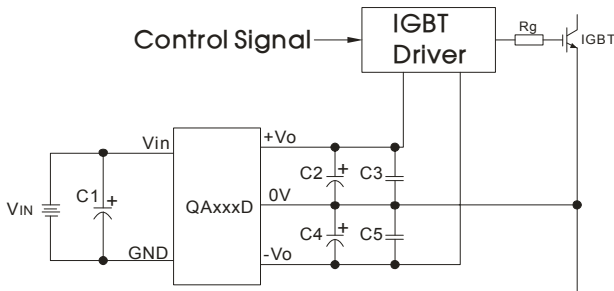 Control Signal
IGBT
Driver
Rg
IGBT
Vin
+Vo
C1
+
C2
+
C3
VIN
QAxxxD
0V
C4
+
C5
GND
-Vo